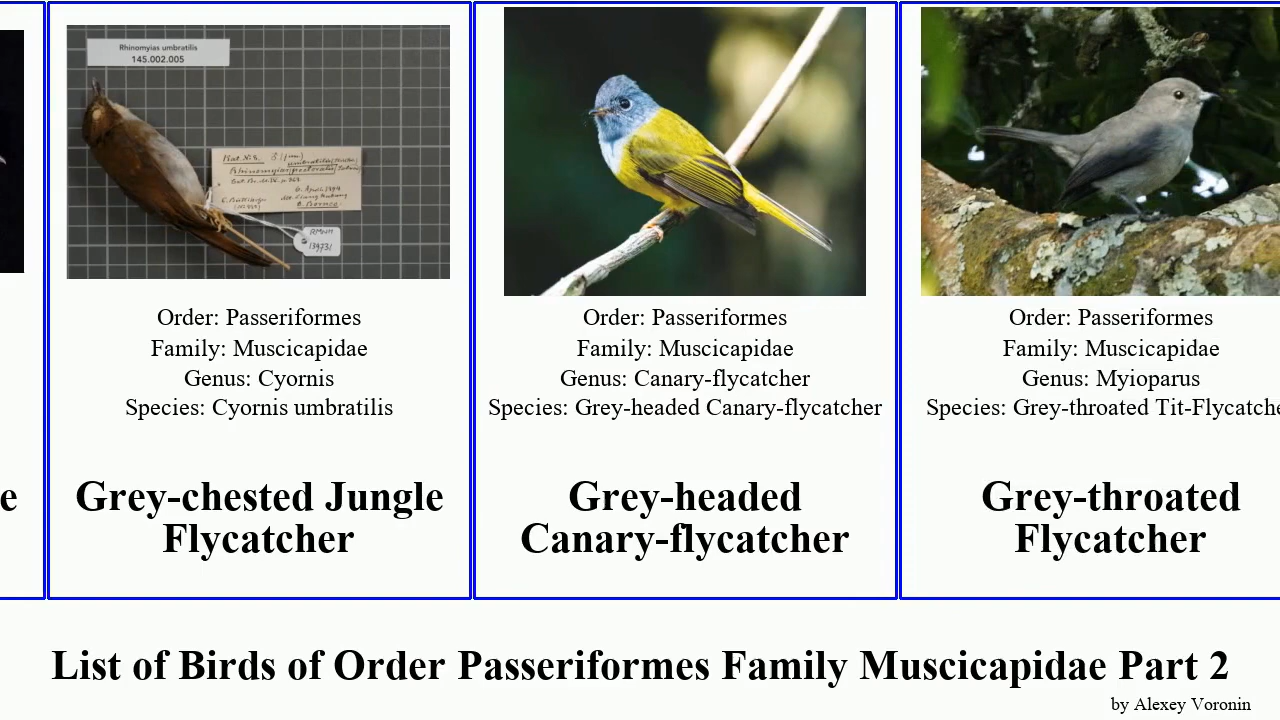 Rhinomyias umbratilis
145.002.005
RMNH
139731
Order: Passeriformes
Family: Muscicapidae
Genus: Cyornis
Species: Cyornis umbratilis
Grey-chested Jungle
Flycatcher
Order: Passeriformes
Family: Muscicapidae
Genus: Canary-flycatcher
Species: Grey-headed Canary-flycatcher
Grey-headed
Canary-flycatcher
Order: Passeriformes
Family: Muscicapidae
Genus: Myioparus
Species: Grey-throated Tit-Flycatche
Grey-throated
Flycatcher
e
List of Birds of Order Passeriformes Family Muscicapidae Part 2
by Alexey Voronin